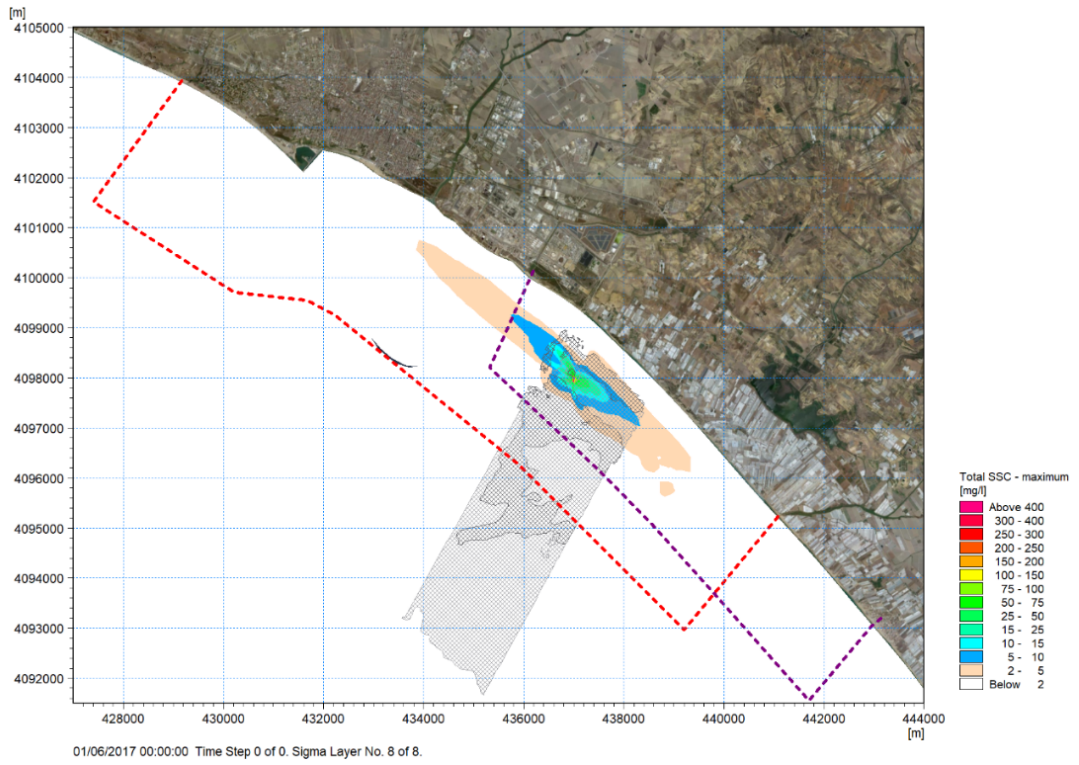 [m]
4105000
4104000
4103000
4102000
4101000
4100000
4099000
4098000
4097000
4096000
4095000
4094000
4093000
4092000
428000 430000 432000 434000 436000 438000 440000 442000 444000
[m]
Total SSC - maximum
[mg/l]
Above 400
300 - 400
250 - 300
200 - 250
150 - 200
100 - 150
75 - 100
50 - 75
25 - 50
15 - 25
10 - 15
5 - 10
2 - 5
Below 2
01/06/2017 00:00:00 Time Step 0 of 0. Sigma Layer No. 8 of 8.